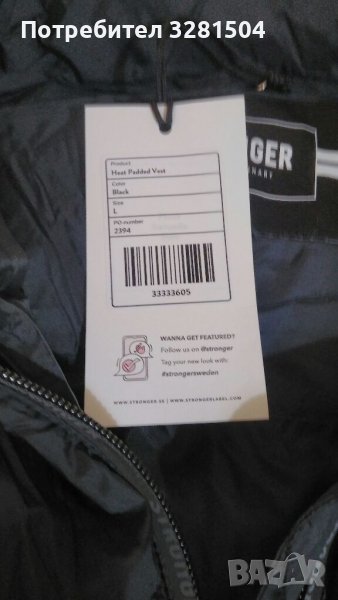 Потребител 3281504
Product
Heat Padded Vest
Color
Black
Size
L
PO-number
2394
33333605
WANNA GET FEATURED?
Follow us on @stronger
Tag your new look with:
#strongersweden
WWW.STRONGER.SE / WWW.STRONGERLABEL.COM
BAZAR